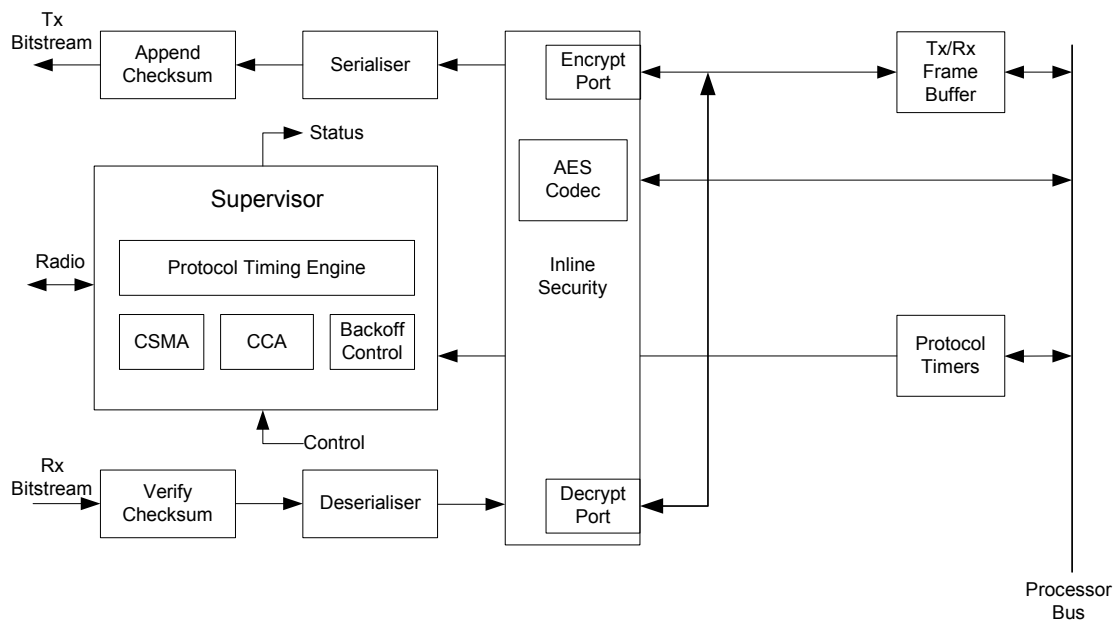 Tx
Bitstream
Append
Checksum
Serialiser
Encrypt
Port
Tx/Rx
Frame
Buffer
Status
AES
Codec
Supervisor
Radio
Protocol Timing Engine
Inline
Security
CSMA
CCA
Backoff
Control
Protocol
Timers
Control
Rx
Bitstream
Verify
Checksum
Deserialiser
Decrypt
Port
Processor
Bus